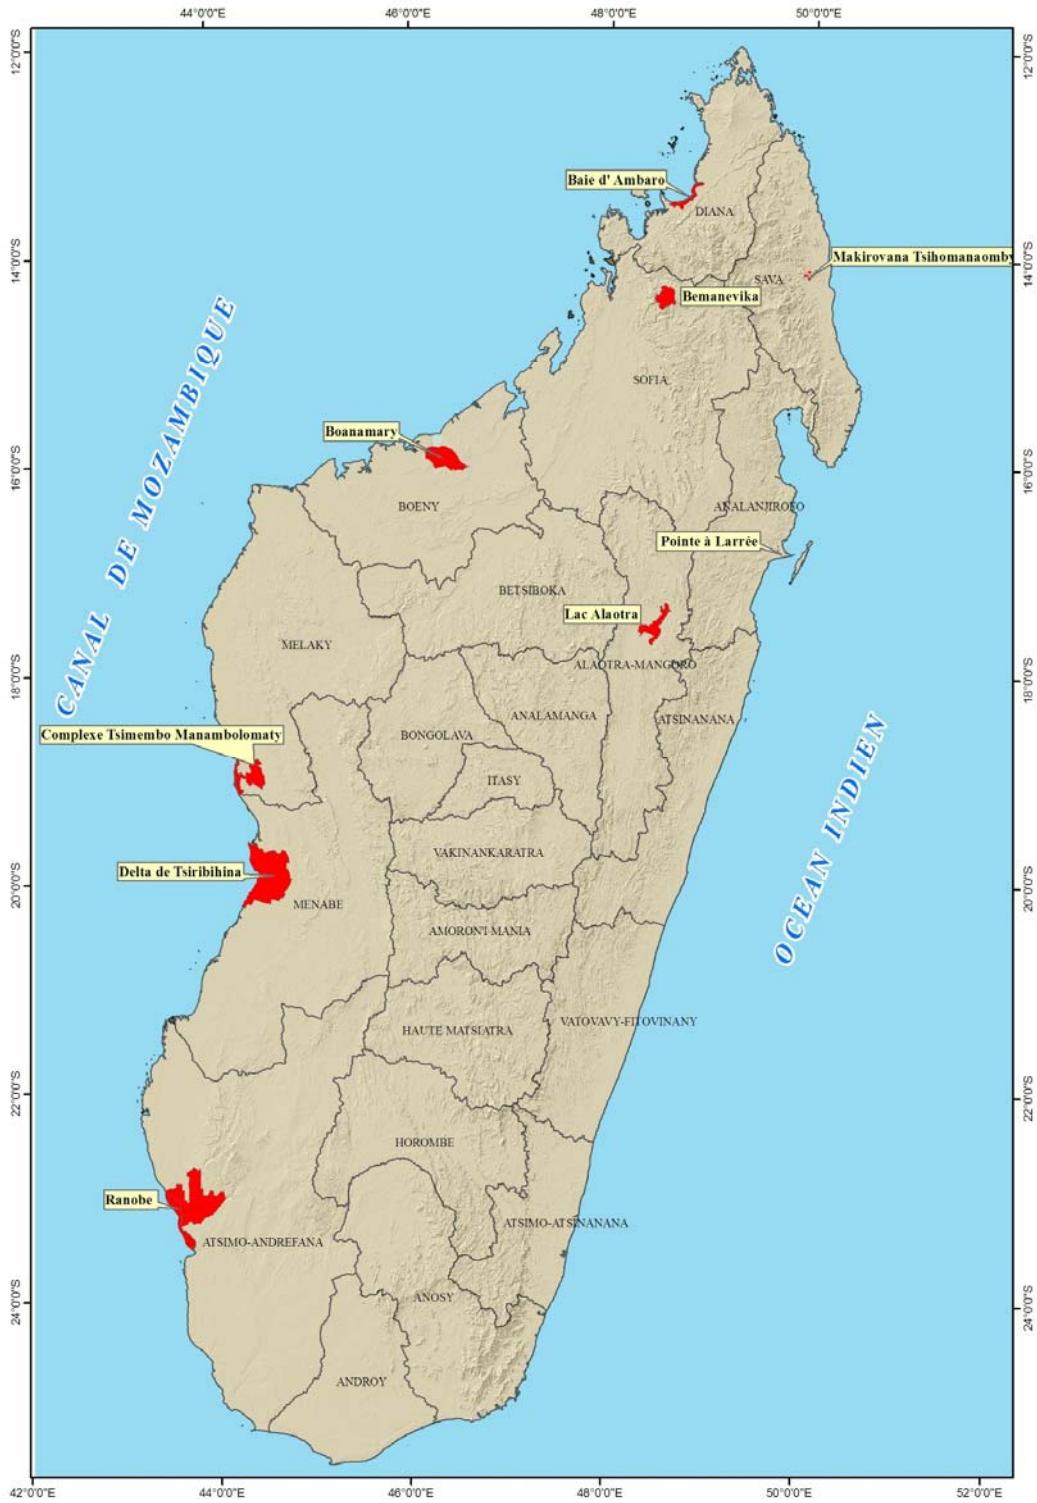 44°0'0"E 46°0'0"E 48°0'0"E 50°0'0"E
12°0'0"S 12°0'0"S
Baie d' Ambaro
DIANA
14°0'0"S 14°0'0"S
Makirovana Tsihomanaomby
SAVA
Bemanevika
CANAL DE MOZAMBIQUE
SOFIA
Boanamary
16°0'0"S 16°0'0"S
BOENY
ANALANJIROFO
Pointe à Larrée
BETSIBOKA
Lac Alaotra
MELAKY
ALAOTRA-MANGORO
18°0'0"S 18°0'0"S
ANALAMANGA
ATSINANANA
Complexe Tsimembo Manambolomaty
BONGOLAVA
OCEAN INDIEN
ITASY
VAKINANKARATRA
Delta de Tsiribihina
20°0'0"S 20°0'0"S
MENABE
AMORON'I MANIA
VATOVAVY-FITOVINANY
HAUTE MATSIATRA
22°0'0"S 22°0'0"S
HOROMBE
Ranobe
ATSIMO-ATSINANANA
ATSIMO-ANDREFANA
ANOSY
24°0'0"S 24°0'0"S
ANDROY
42°0'0"E 44°0'0"E 46°0'0"E 48°0'0"E 50°0'0"E 52°0'0"E